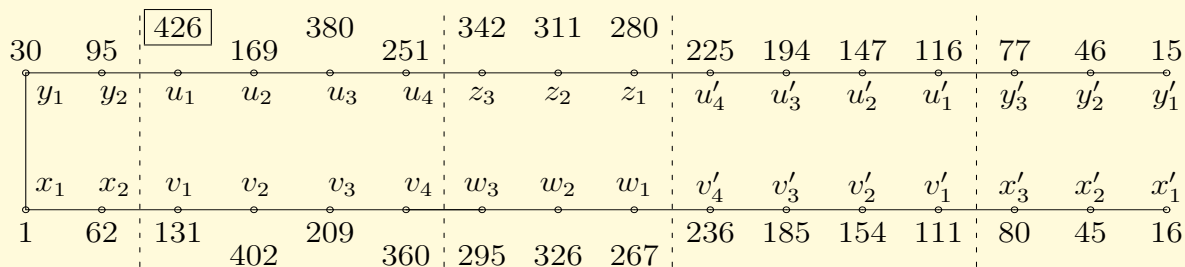 426 380 342 311 280
30 95 169 251 225 194 147 116 77 46 15
y₁ y₂ u₁ u₂ u₃ u₄ z₃ z₂ z₁ u′₄ u′₃ u′₂ u′₁ y′₃ y′₂ y′₁
x₁ x₂ v₁ v₂ v₃ v₄ w₃ w₂ w₁ v′₄ v′₃ v′₂ v′₁ x′₃ x′₂ x′₁
1 62 131 209 236 185 154 111 80 45 16
402 360 295 326 267